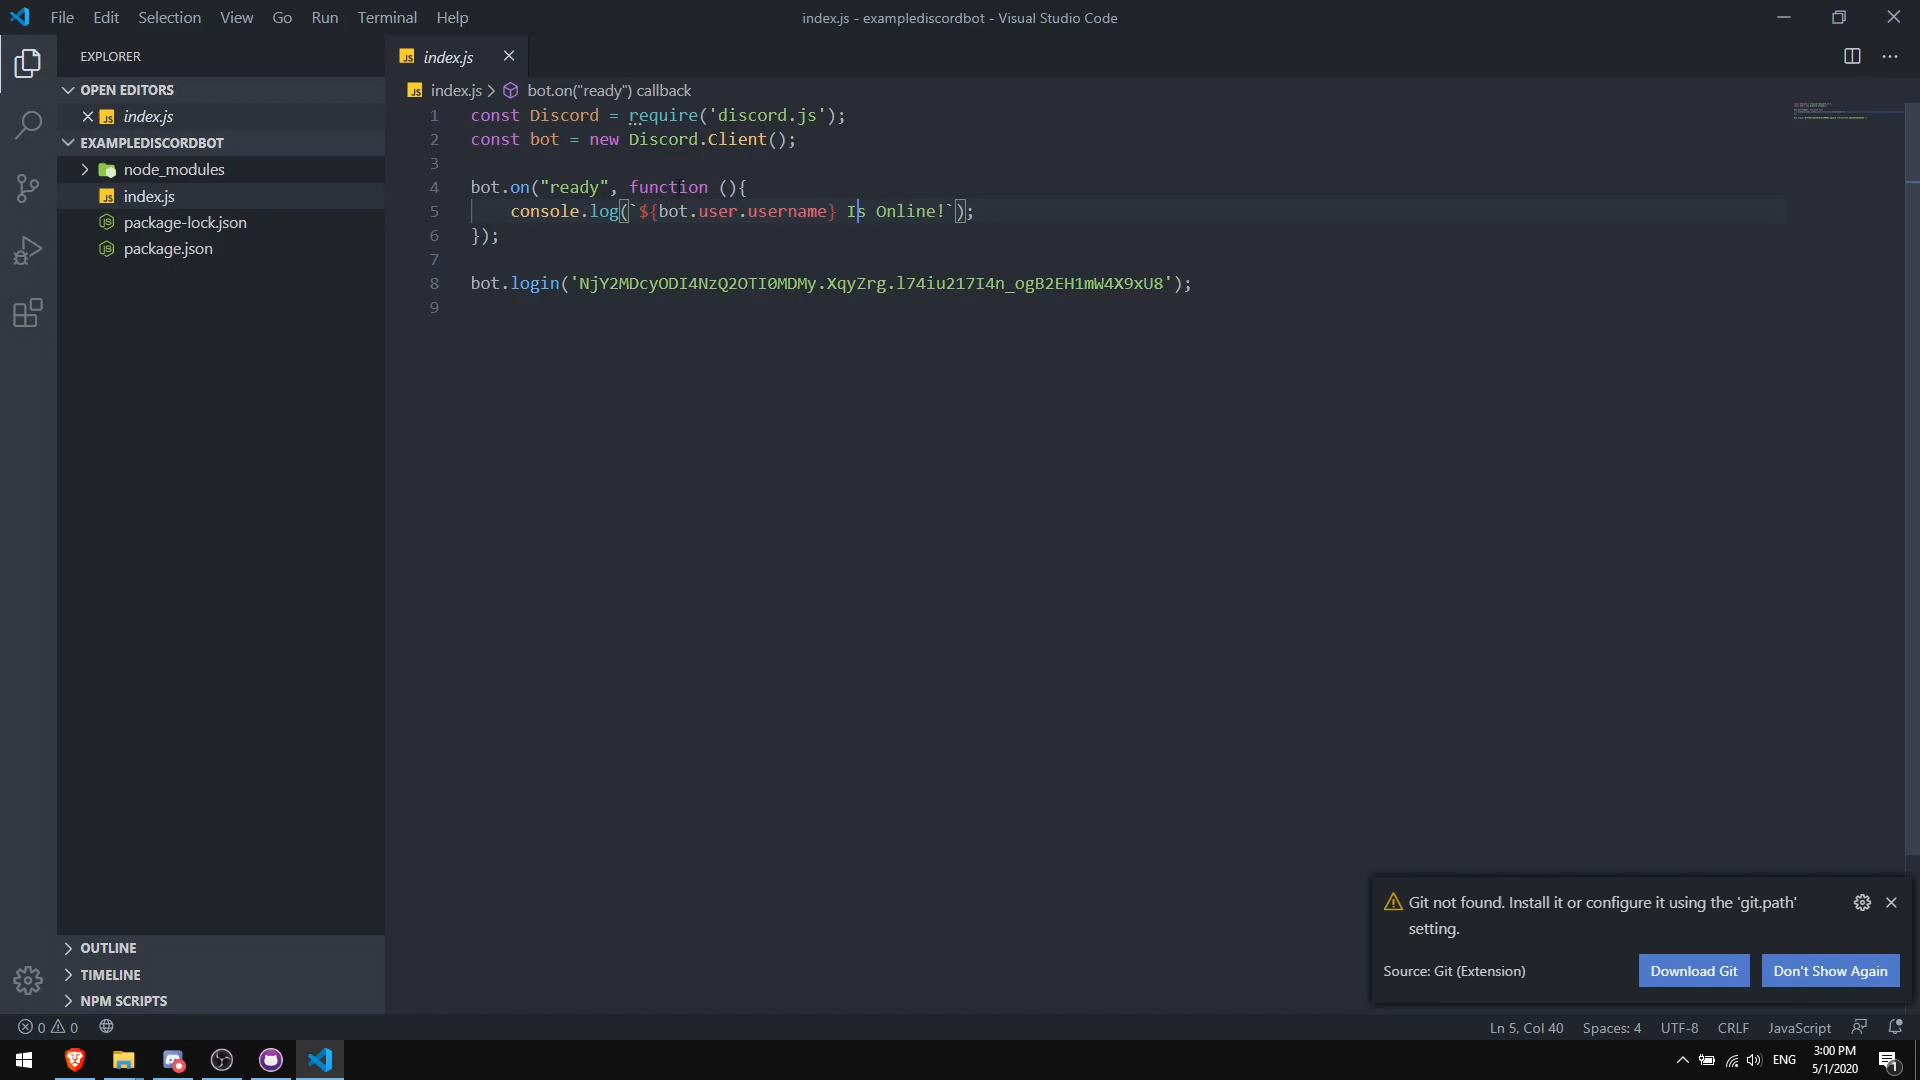 File Edit Selection View Go Run Terminal Help
index.js - examplediscordbot - Visual Studio Code
EXPLORER
OPEN EDITORS
index.js
EXAMPLEDISCORDBOT
node_modules
index.js
package-lock.json
package.json
OUTLINE
TIMELINE
NPM SCRIPTS
index.js
index.js > bot.on("ready") callback
1 const Discord = require('discord.js');
2 const bot = new Discord.Client();
3
4 bot.on("ready", function (){
5 console.log(`${bot.user.username} Is Online!`);
6 });
7
8 bot.login('NjY2MDcyODI4NzQ2OTI0MDMy.XqyZrg.l74iu217I4n_ogB2EH1mW4X9xU8');
9
Git not found. Install it or configure it using the 'git.path'
setting.
Source: Git (Extension)
Download Git
Don't Show Again
0 0
Ln 5, Col 40 Spaces: 4 UTF-8 CRLF JavaScript
ENG
3:00 PM
5/1/2020
1